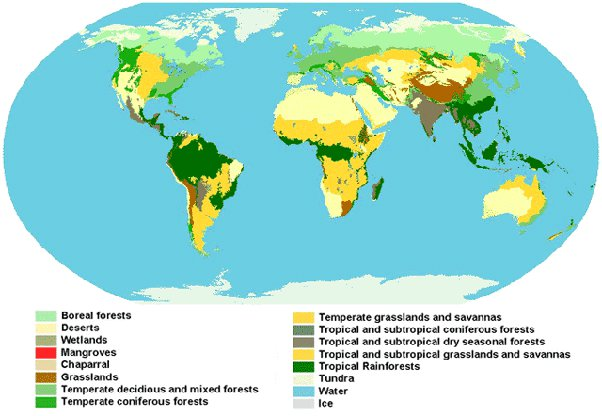 Boreal forests
Deserts
Wetlands
Mangroves
Chaparral
Grasslands
Temperate decidious and mixed forests
Temperate coniferous forests
Temperate grasslands and savannas
Tropical and subtropical coniferous forests
Tropical and subtropical dry seasonal forests
Tropical and subtropical grasslands and savannas
Tropical Rainforests
Tundra
Water
Ice